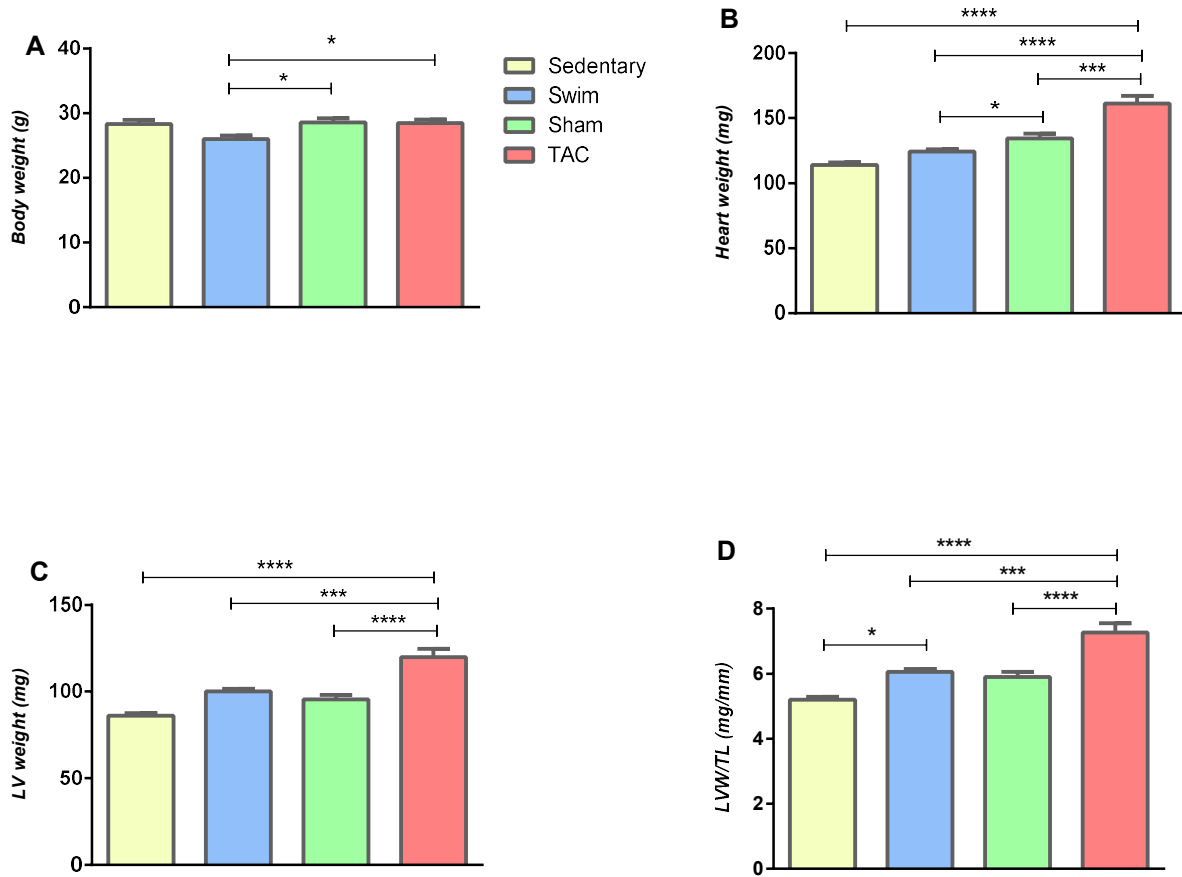 A
Body weight (g)
40
30
20
10
0
*
*
Sedentary
Swim
Sham
TAC
B
Heart weight (mg)
200
150
100
50
0
****
****
***
*
C
LV weight (mg)
150
100
50
0
****
***
****
D
LVW/TL (mg/mm)
8
6
4
2
0
****
***
****
*